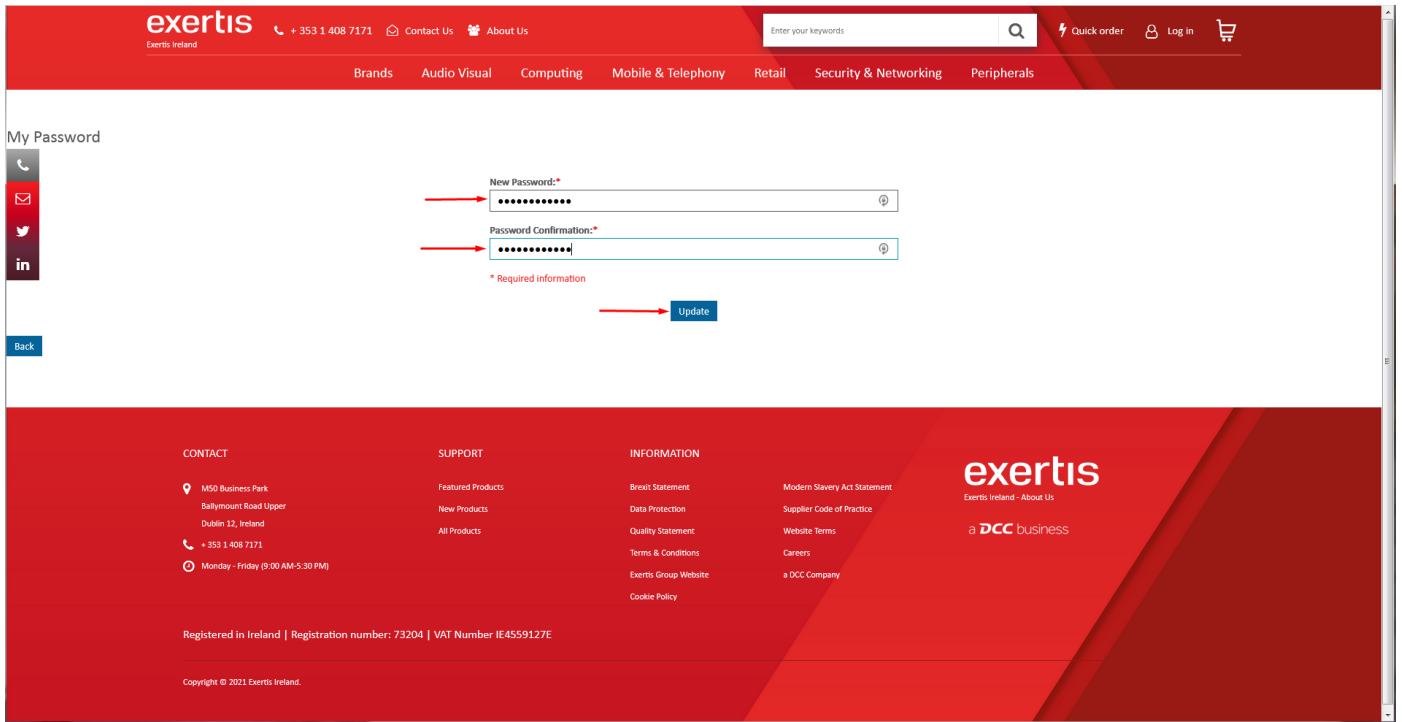 exertis
Exertis Ireland
+ 353 1 408 7171
Contact Us
About Us
Enter your keywords
Quick order
Log in
Brands
Audio Visual
Computing
Mobile & Telephony
Retail
Security & Networking
Peripherals
My Password
New Password:*
••••••••••••
Password Confirmation:*
••••••••••••
* Required information
Update
Back
CONTACT
M50 Business Park
Ballymount Road Upper
Dublin 12, Ireland
+ 353 1 408 7171
Monday - Friday (9:00 AM-5:30 PM)
SUPPORT
Featured Products
New Products
All Products
INFORMATION
Brexit Statement
Data Protection
Quality Statement
Terms & Conditions
Exertis Group Website
Cookie Policy
Modern Slavery Act Statement
Supplier Code of Practice
Website Terms
Careers
a DCC Company
exertis
Exertis Ireland - About Us
a DCC business
Registered in Ireland | Registration number: 73204 | VAT Number IE4559127E
Copyright © 2021 Exertis Ireland.